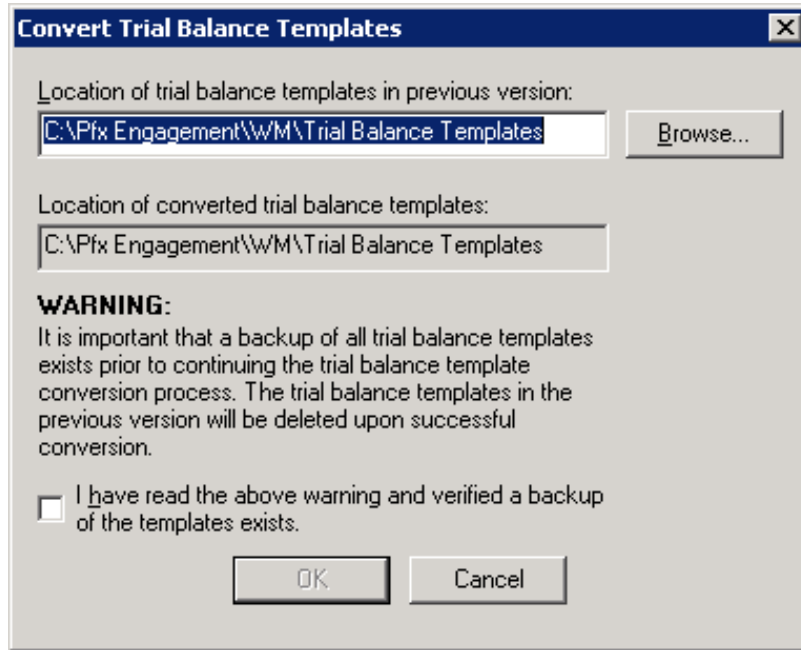 Convert Trial Balance Templates
Location of trial balance templates in previous version:
C:\Pfx Engagement\WM\Trial Balance Templates
Browse...
Location of converted trial balance templates:
C:\Pfx Engagement\WM\Trial Balance Templates
WARNING:
It is important that a backup of all trial balance templates
exists prior to continuing the trial balance template
conversion process. The trial balance templates in the
previous version will be deleted upon successful
conversion.
I have read the above warning and verified a backup
of the templates exists.
OK
Cancel